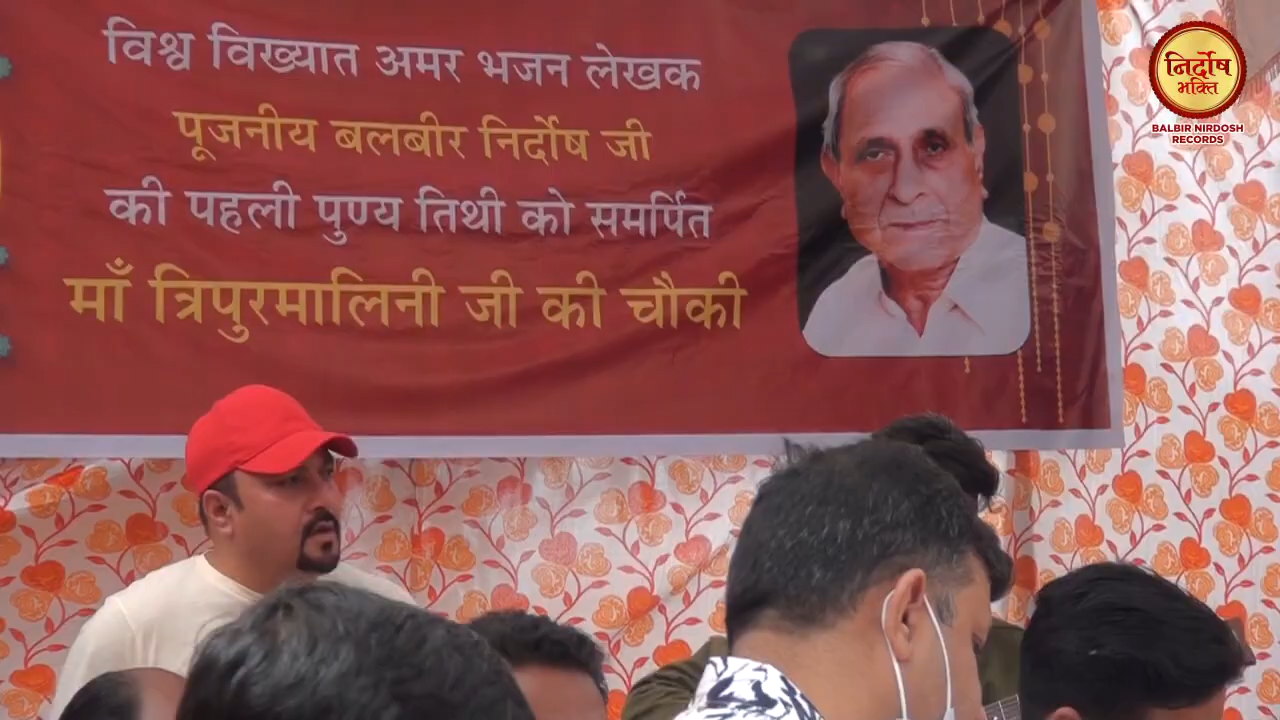 विश्व विख्यात अमर भजन लेखक
पूजनीय बलबीर निर्दोष जी
की पहली पुण्य तिथी को समर्पित
माँ त्रिपुरमालिनी जी की चौकी
निर्दोष
भक्ति
BALBIR NIRDOSH
RECORDS